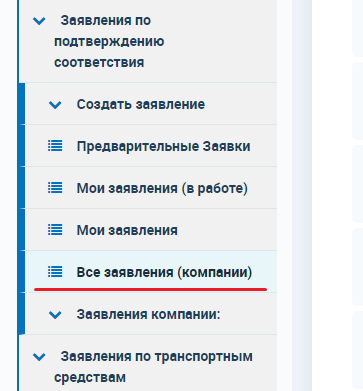 Заявления по
подтверждению
соответствия
Создать заявление
Предварительные Заявки
Мои заявления (в работе)
Мои заявления
Все заявления (компании)
Заявления компании:
Заявления по транспортным
средствам